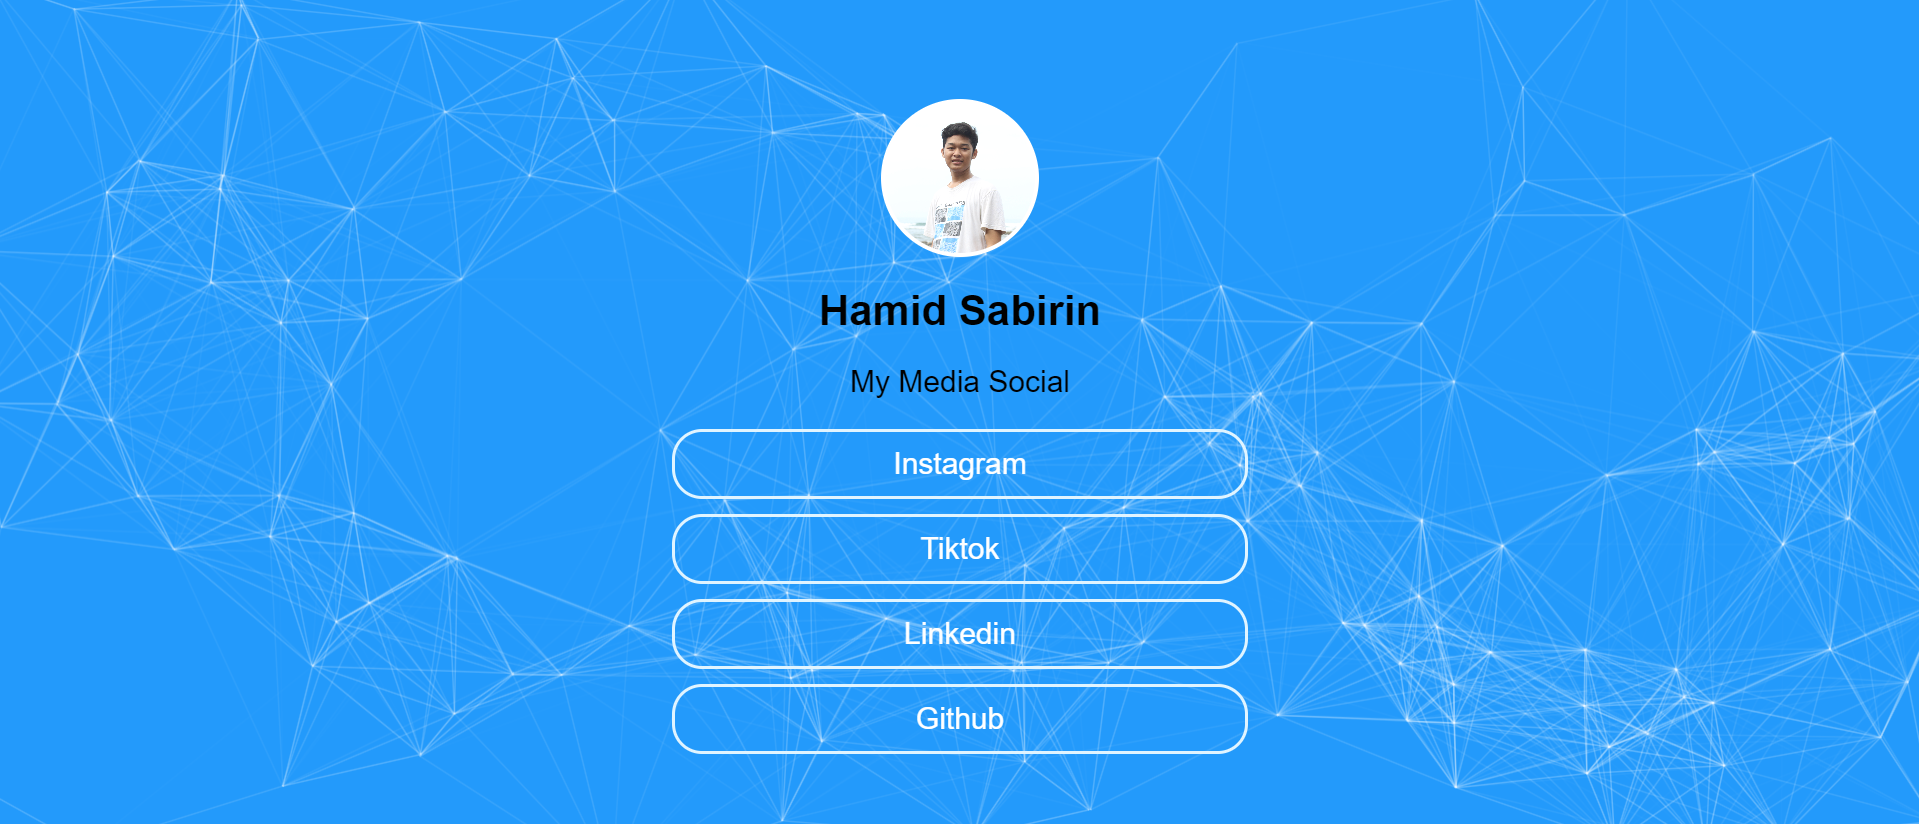 Hamid Sabirin
My Media Social
Instagram
Tiktok
Linkedin
Github